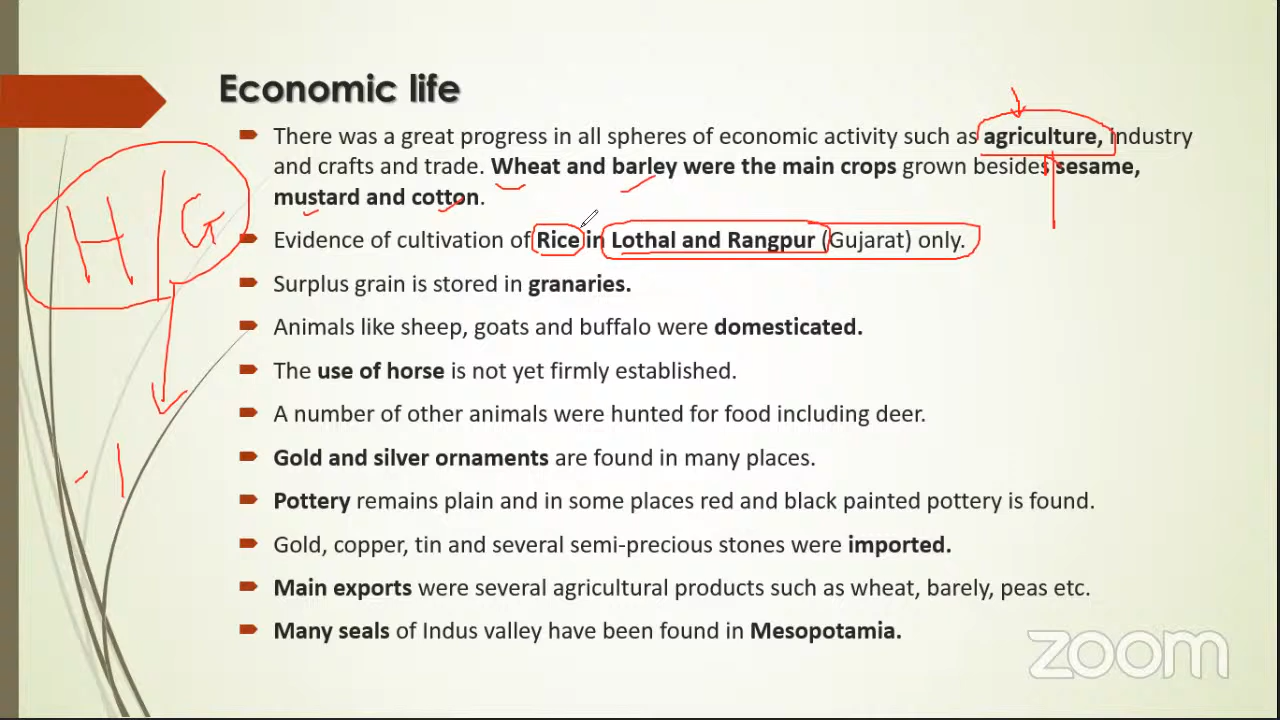 Economic life
There was a great progress in all spheres of economic activity such as agriculture, industry
and crafts and trade. Wheat and barley were the main crops grown besides sesame,
mustard and cotton.
H/G
Evidence of cultivation of Rice in Lothal and Rangpur (Gujarat) only.
Surplus grain is stored in granaries.
Animals like sheep, goats and buffalo were domesticated.
The use of horse is not yet firmly established.
A number of other animals were hunted for food including deer.
- 1
Gold and silver ornaments are found in many places.
Pottery remains plain and in some places red and black painted pottery is found.
Gold, copper, tin and several semi-precious stones were imported.
Main exports were several agricultural products such as wheat, barely, peas etc.
Many seals of Indus valley have been found in Mesopotamia.
zoom